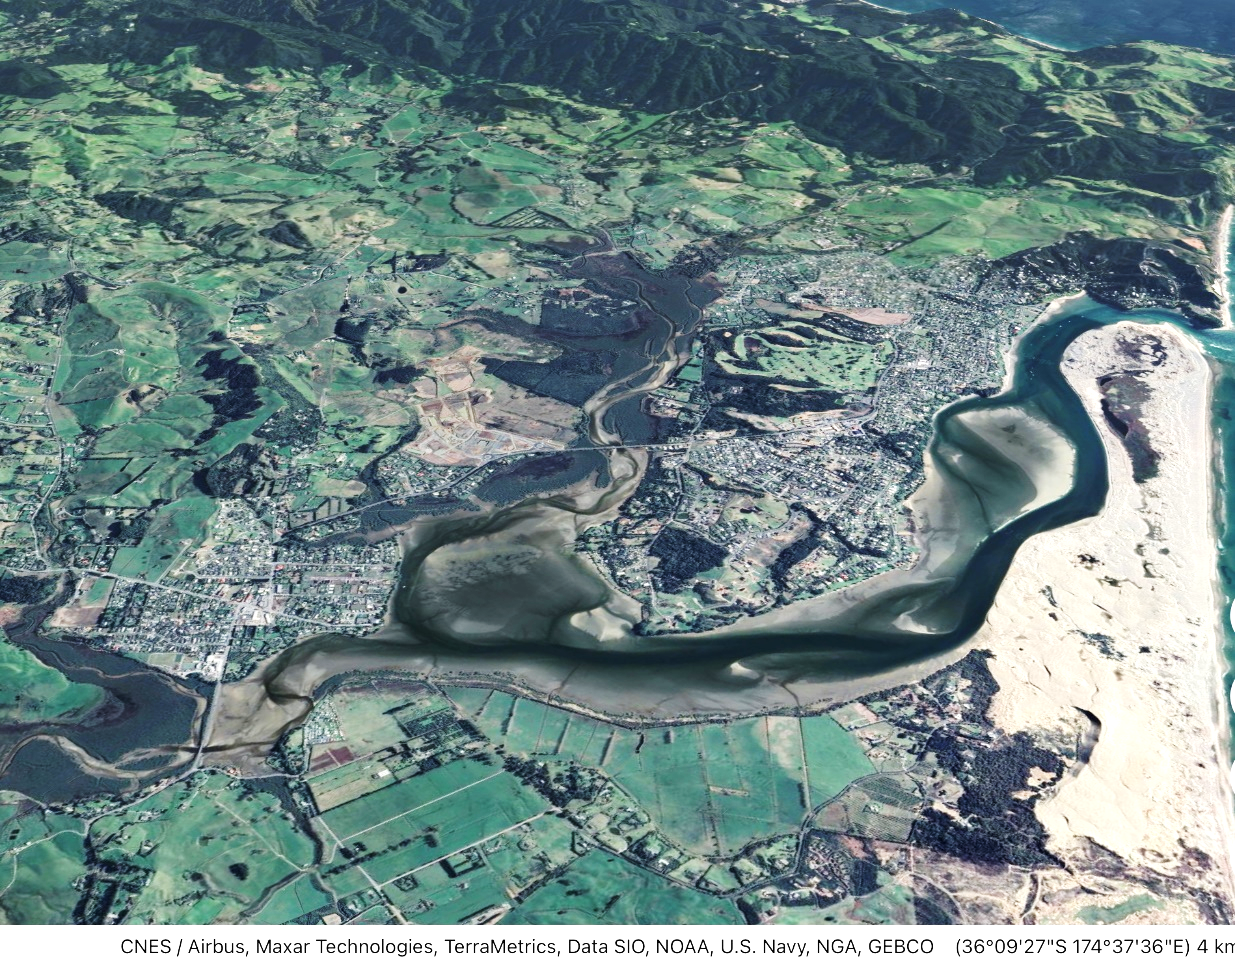 CNES / Airbus, Maxar Technologies, TerraMetrics, Data SIO, NOAA, U.S. Navy, NGA, GEBCO (36°09'27"S 174°37'36"E) 4 km